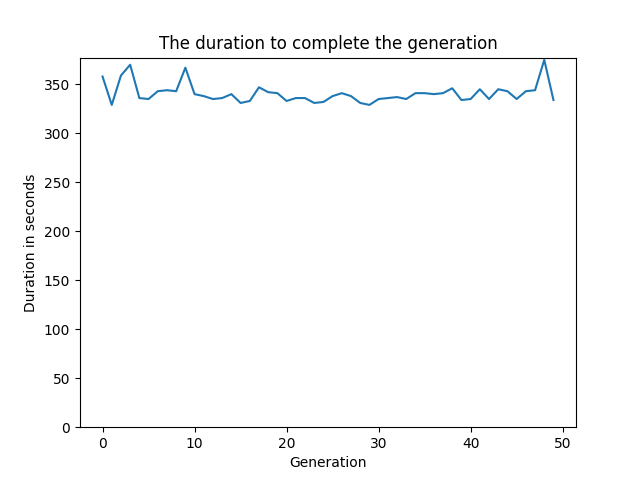 The duration to complete the generation
350
300
250
200
150
100
50
0
Duration in seconds
0 10 20 30 40 50
Generation